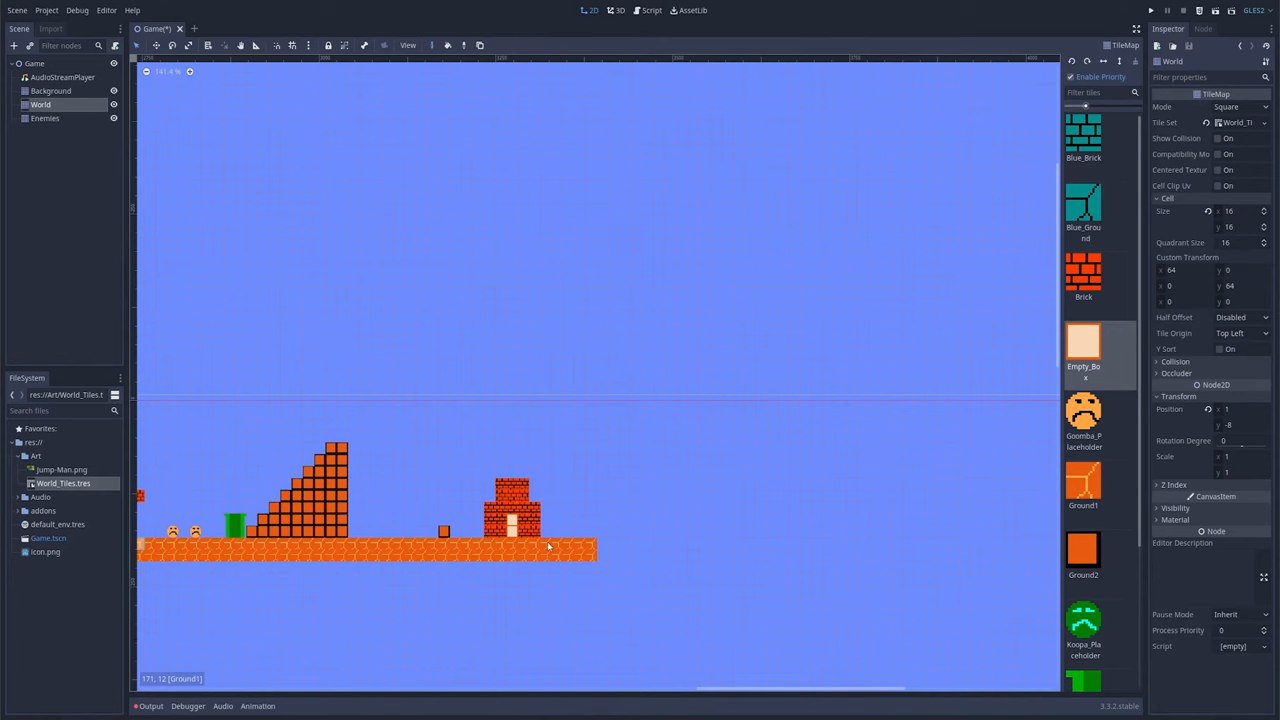 Scene Project Debug Editor Help
2D 3D Script AssetLib
GLES2
Scene Import
Game(*)
Inspector Node
Filter nodes
View
TileMap
World
Game
AudioStreamPlayer
Background
World
Enemies
141.4 %
Enable Priority
Filter tiles
Blue_Brick
Blue_Grou
nd
Brick
Empty_Bo
x
Goomba_P
laceholder
Ground1
Ground2
Koopa_Pla
ceholder
Filter properties
TileMap
Mode Square
Tile Set World_Ti
Show Collision On
Compatibility Mo On
Centered Textur On
Cell Clip Uv On
Cell
Size x 16
y 16
Quadrant Size 16
Custom Transform
x 64 y 0
x 0 y 64
x 0 y 0
Half Offset Disabled
Tile Origin Top Left
Y Sort On
Collision
Occluder
Node2D
Transform
Position x 1
y -8
Rotation Degree 0
Scale x 1
y 1
Z Index
CanvasItem
Visibility
Material
Node
Editor Description
Pause Mode Inherit
Process Priority 0
Script [empty]
FileSystem
res://Art/World_Tiles.t
Search files
Favorites:
res://
Art
Jump-Man.png
World_Tiles.tres
Audio
addons
default_env.tres
Game.tscn
icon.png
171, 12 [Ground1]
Output Debugger Audio Animation
3.3.2.stable